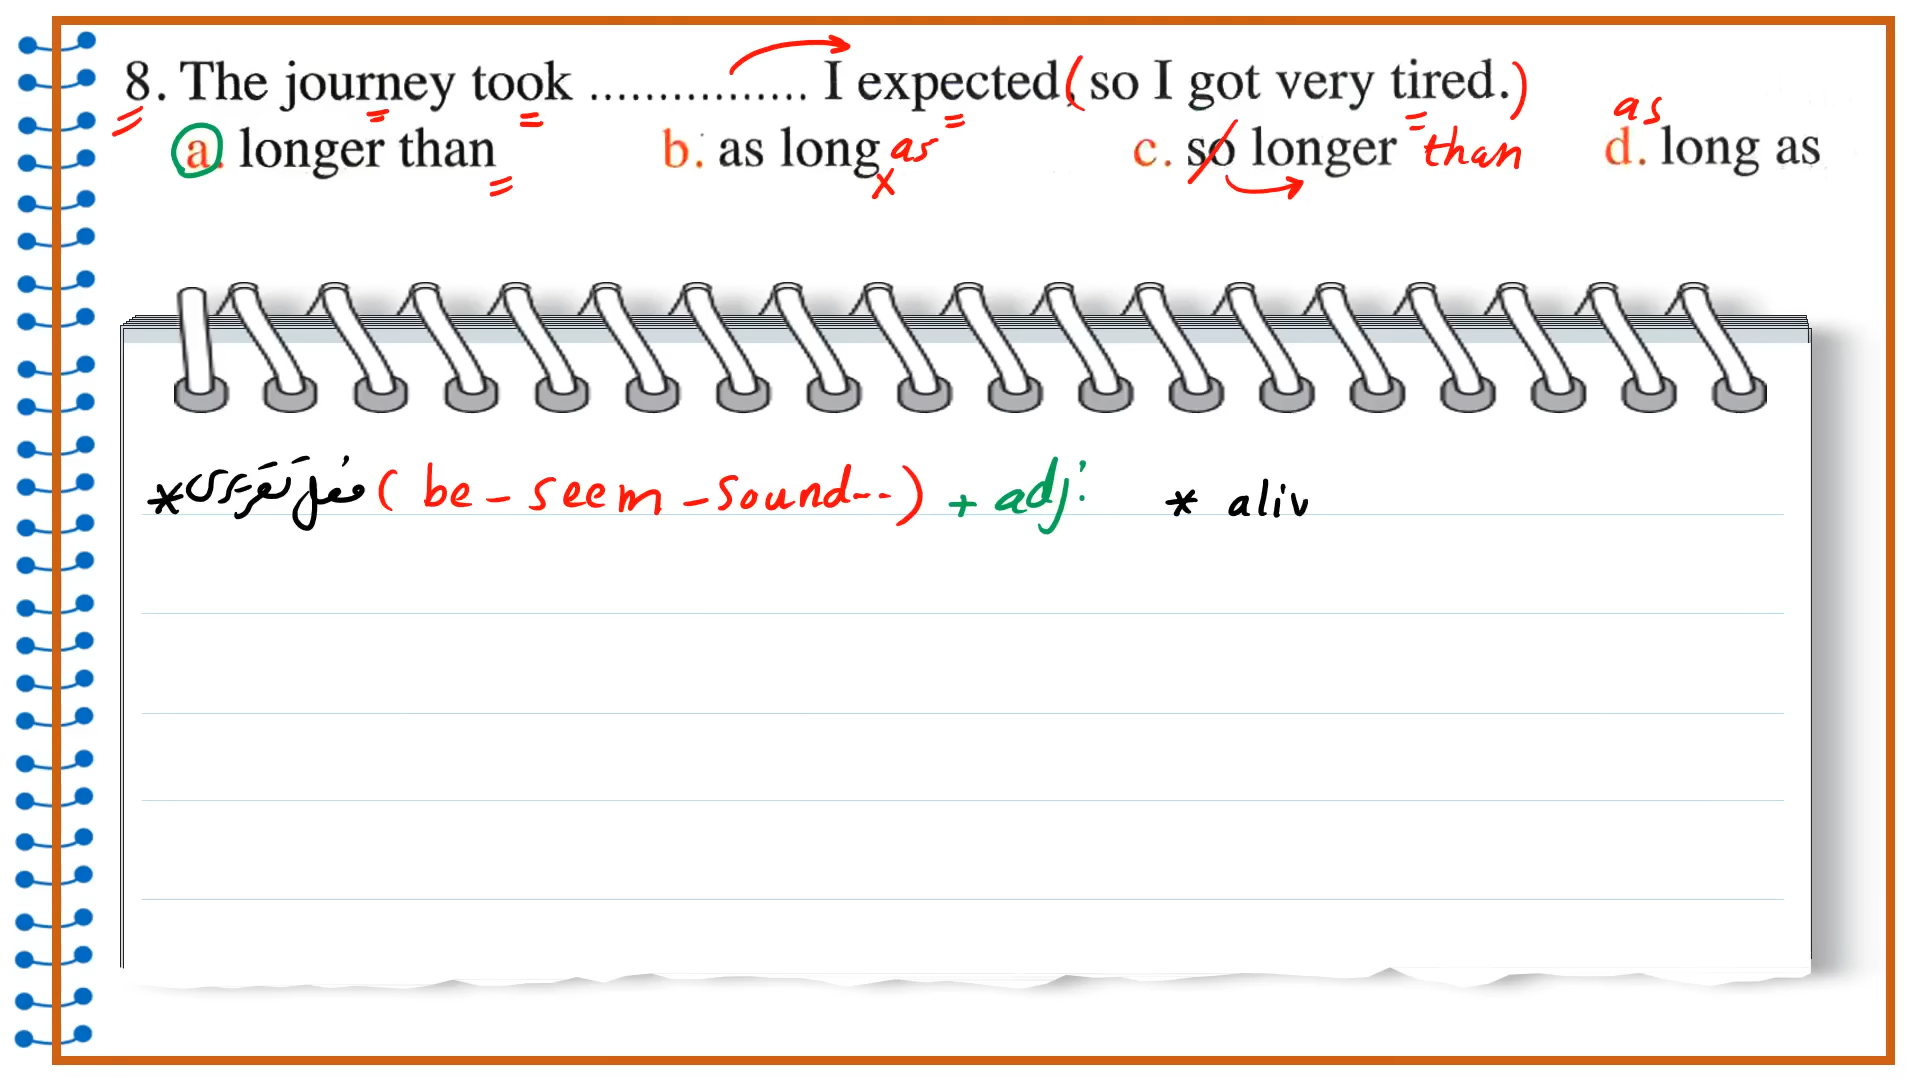 8. The journey took ................ I expected, (so I got very tired.)
a. longer than b. as long as c. so longer than d. as long as
* فعل تقريري ( be - seem - sound-- ) + adj. * aliv